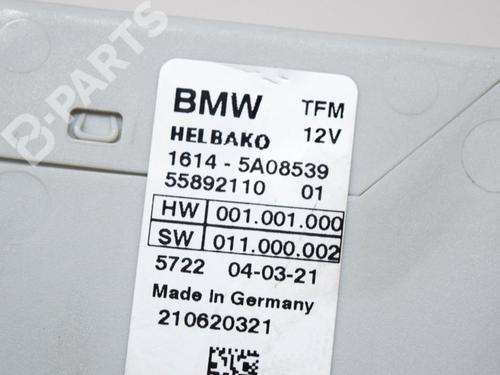 B-PARTS
BMW TFM
HELBAKO 12V
1614 - 5A08539
55892110 01
HW 001.001.000
SW 011.000.002
5722 04-03-21
Made In Germany
210620321